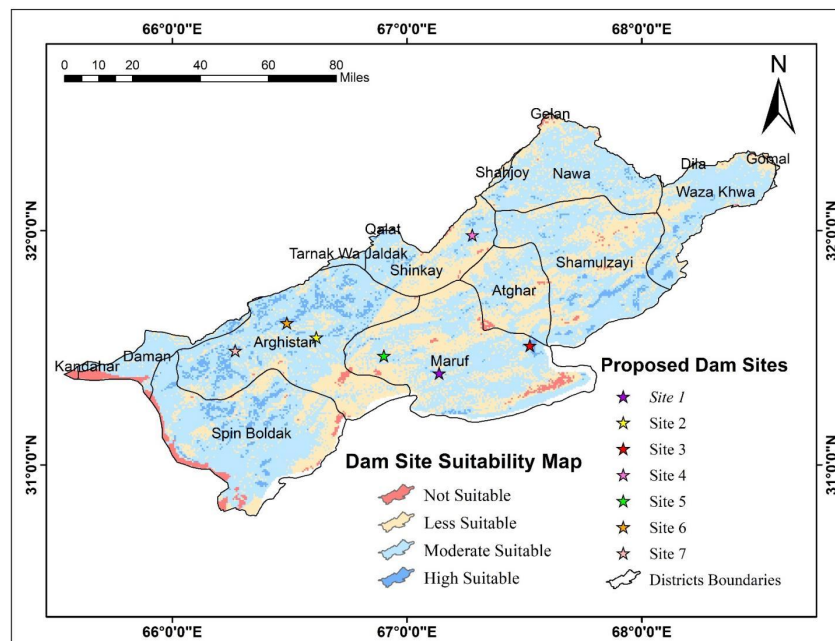 66°0'0"E 67°0'0"E 68°0'0"E
0 10 20 40 60 80
Miles
N
Gelan
Shahjoy
Nawa
Dila
Gomal
Waza Khwa
Qalat
Tarnak Wa Jaldak
Shinkay
Shamulzayi
Atghar
Arghistan
Maruf
Kandahar
Daman
Spin Boldak
32°0'0"N
31°0'0"N
32°0'0"N
31°0'0"N
Dam Site Suitability Map
Not Suitable
Less Suitable
Moderate Suitable
High Suitable
Proposed Dam Sites
Site 1
Site 2
Site 3
Site 4
Site 5
Site 6
Site 7
Districts Boundaries
66°0'0"E 67°0'0"E 68°0'0"E